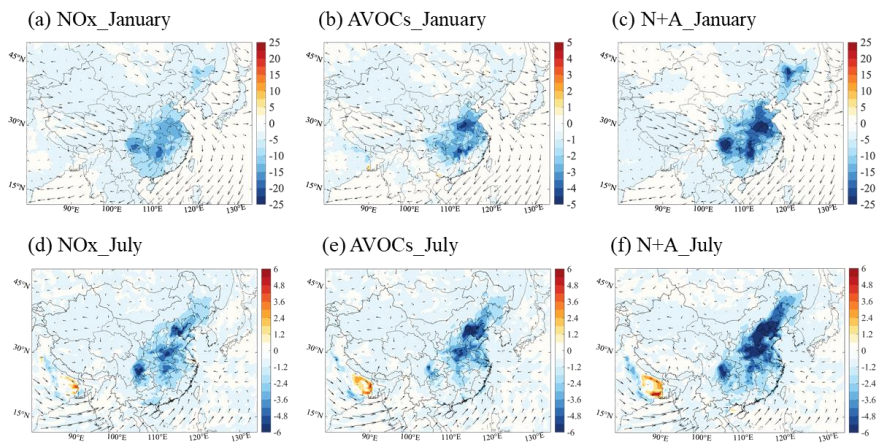 (a) NOx_January
(b) AVOCs_January
(c) N+A_January
45°N
30°N
15°N
90°E 100°E 110°E 120°E 130°E
25
20
15
10
5
0
-5
-10
-15
-20
-25
45°N
30°N
15°N
90°E 100°E 110°E 120°E 130°E
5
4
3
2
1
0
-1
-2
-3
-4
-5
45°N
30°N
15°N
90°E 100°E 110°E 120°E 130°E
25
20
15
10
5
0
-5
-10
-15
-20
-25
(d) NOx_July
(e) AVOCs_July
(f) N+A_July
45°N
30°N
15°N
90°E 100°E 110°E 120°E 130°E
6
4.8
3.6
2.4
1.2
0
-1.2
-2.4
-3.6
-4.8
-6
45°N
30°N
15°N
90°E 100°E 110°E 120°E 130°E
6
4.8
3.6
2.4
1.2
0
-1.2
-2.4
-3.6
-4.8
-6
45°N
30°N
15°N
90°E 100°E 110°E 120°E 130°E
6
4.8
3.6
2.4
1.2
0
-1.2
-2.4
-3.6
-4.8
-6